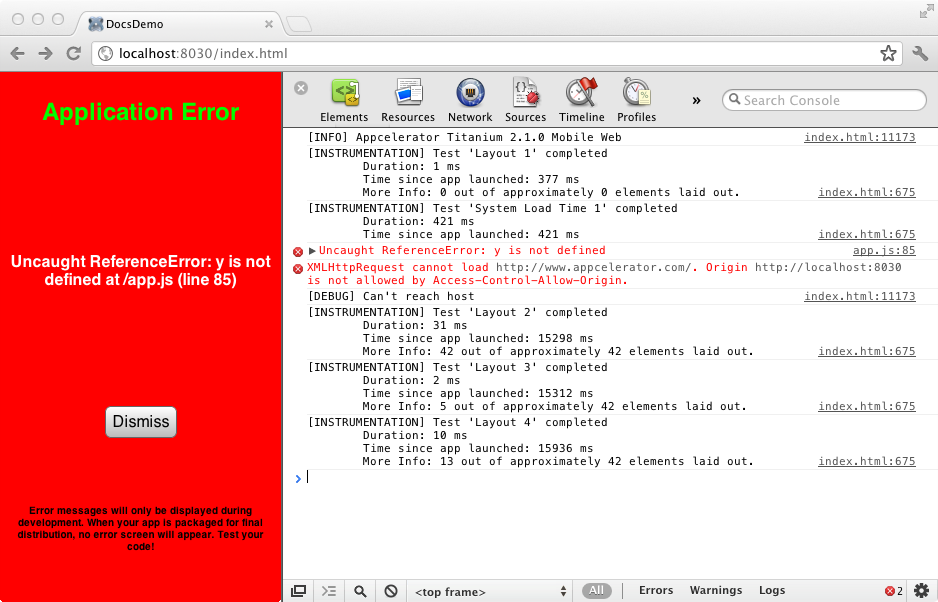 DocsDemo
localhost:8030/index.html
Application Error
Uncaught ReferenceError: y is not
defined at /app.js (line 85)
Dismiss
Error messages will only be displayed during
development. When your app is packaged for final
distribution, no error screen will appear. Test your
code!
Elements Resources Network Sources Timeline Profiles » Search Console
[INFO] Appcelerator Titanium 2.1.0 Mobile Web index.html:11173
[INSTRUMENTATION] Test 'Layout 1' completed
Duration: 1 ms
Time since app launched: 377 ms
More Info: 0 out of approximately 0 elements laid out. index.html:675
[INSTRUMENTATION] Test 'System Load Time 1' completed
Duration: 421 ms
Time since app launched: 421 ms index.html:675
Uncaught ReferenceError: y is not defined app.js:85
XMLHttpRequest cannot load http://www.appcelerator.com/. Origin http://localhost:8030
is not allowed by Access-Control-Allow-Origin.
[DEBUG] Can't reach host index.html:11173
[INSTRUMENTATION] Test 'Layout 2' completed
Duration: 31 ms
Time since app launched: 15298 ms
More Info: 42 out of approximately 42 elements laid out. index.html:675
[INSTRUMENTATION] Test 'Layout 3' completed
Duration: 2 ms
Time since app launched: 15312 ms
More Info: 5 out of approximately 42 elements laid out. index.html:675
[INSTRUMENTATION] Test 'Layout 4' completed
Duration: 10 ms
Time since app launched: 15936 ms
More Info: 13 out of approximately 42 elements laid out. index.html:675
<top frame> All Errors Warnings Logs 2